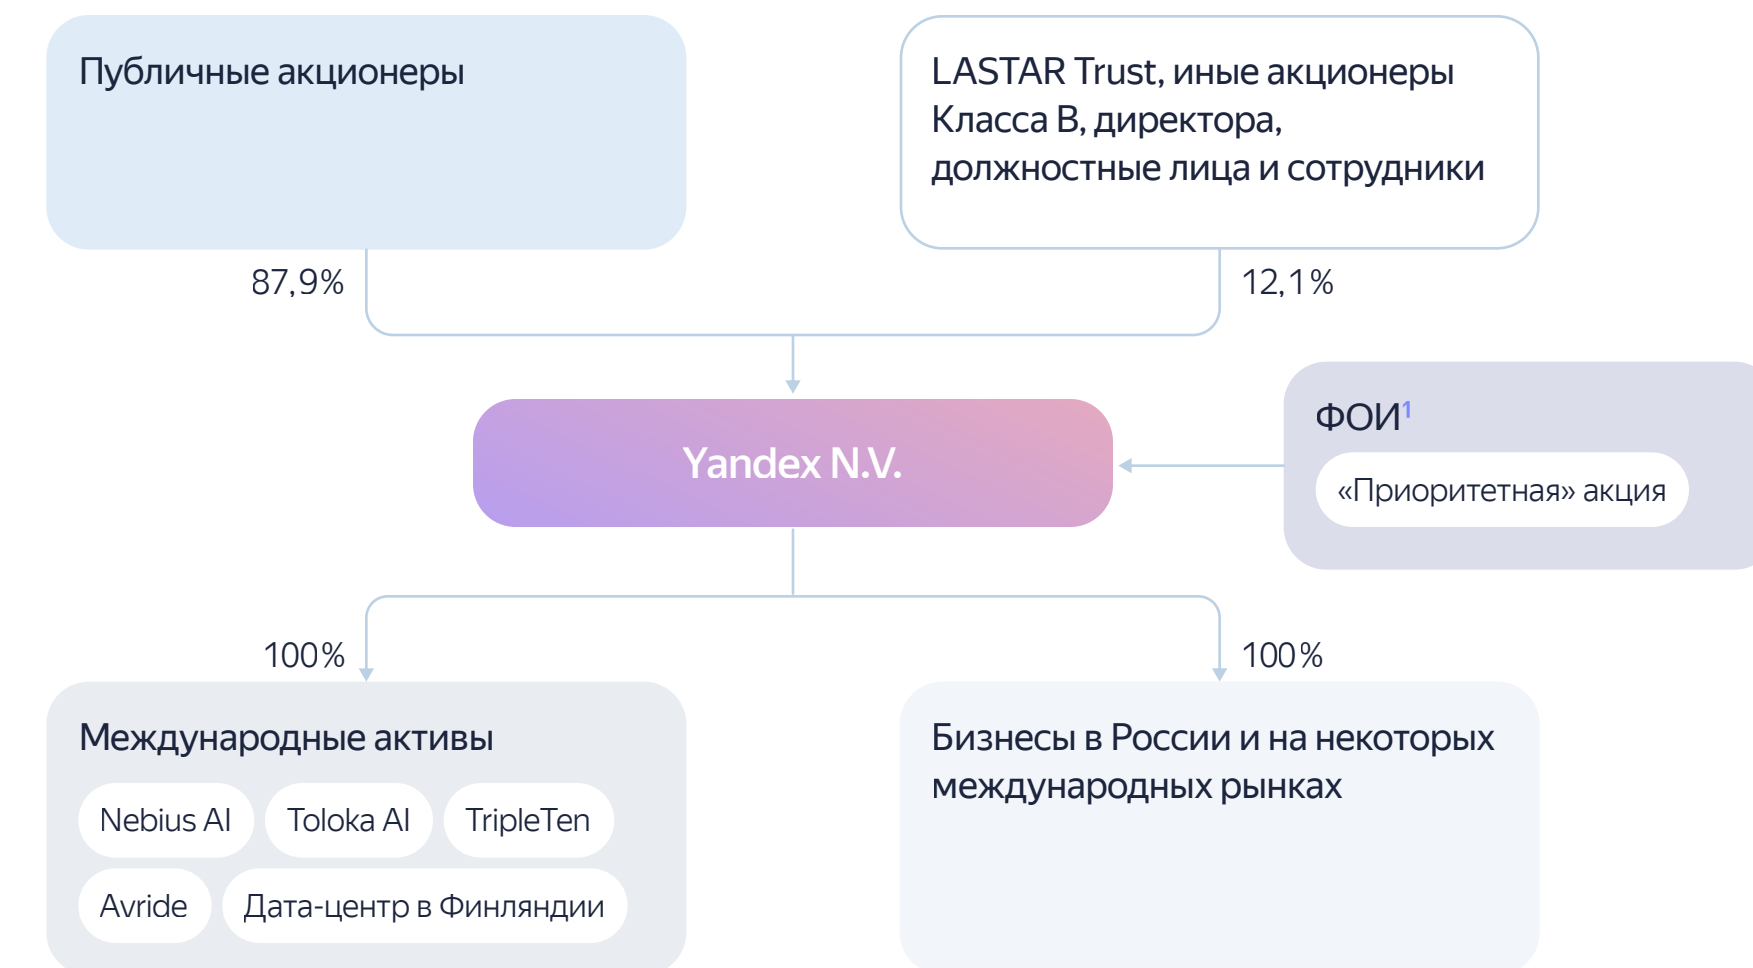 Публичные акционеры
LASTAR Trust, иные акционеры
Класса B, директора,
должностные лица и сотрудники
87,9%
12,1%
ФОИ¹
«Приоритетная» акция
Yandex N.V.
100%
100%
Международные активы
Nebius AI
Toloka AI
TripleTen
Avride
Дата-центр в Финляндии
Бизнесы в России и на некоторых
международных рынках